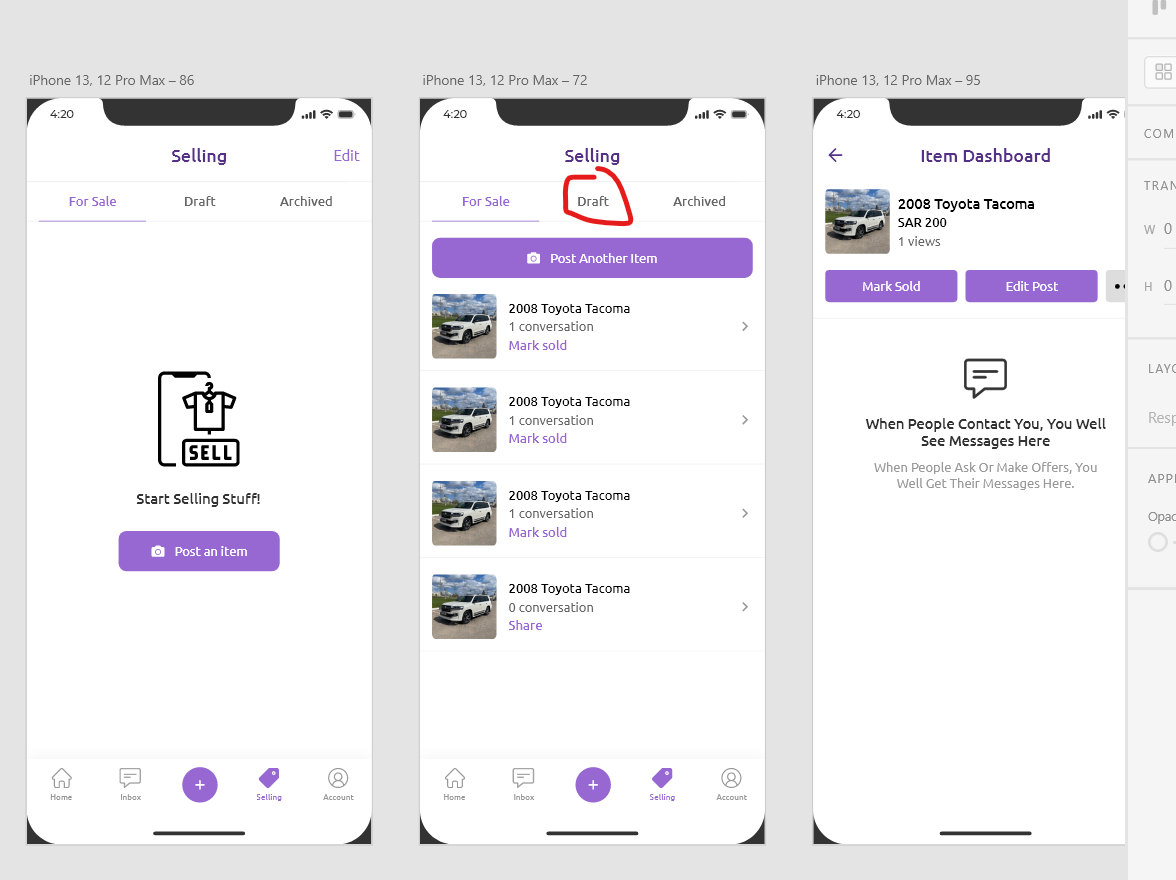 iPhone 13, 12 Pro Max – 86
4:20
Selling
Edit
For Sale
Draft
Archived
SELL
Start Selling Stuff!
Post an item
Home
Inbox
+
Selling
Account
iPhone 13, 12 Pro Max – 72
4:20
Selling
For Sale
Draft
Archived
Post Another Item
2008 Toyota Tacoma
1 conversation
Mark sold
2008 Toyota Tacoma
1 conversation
Mark sold
2008 Toyota Tacoma
1 conversation
Mark sold
2008 Toyota Tacoma
0 conversation
Share
Home
Inbox
+
Selling
Account
iPhone 13, 12 Pro Max – 95
4:20
Item Dashboard
2008 Toyota Tacoma
SAR 200
1 views
Mark Sold
Edit Post
When People Contact You, You Well
See Messages Here
When People Ask Or Make Offers, You
Well Get Their Messages Here.
COM
TRAN
W 0
H 0
LAYO
Resp
APPE
Opac